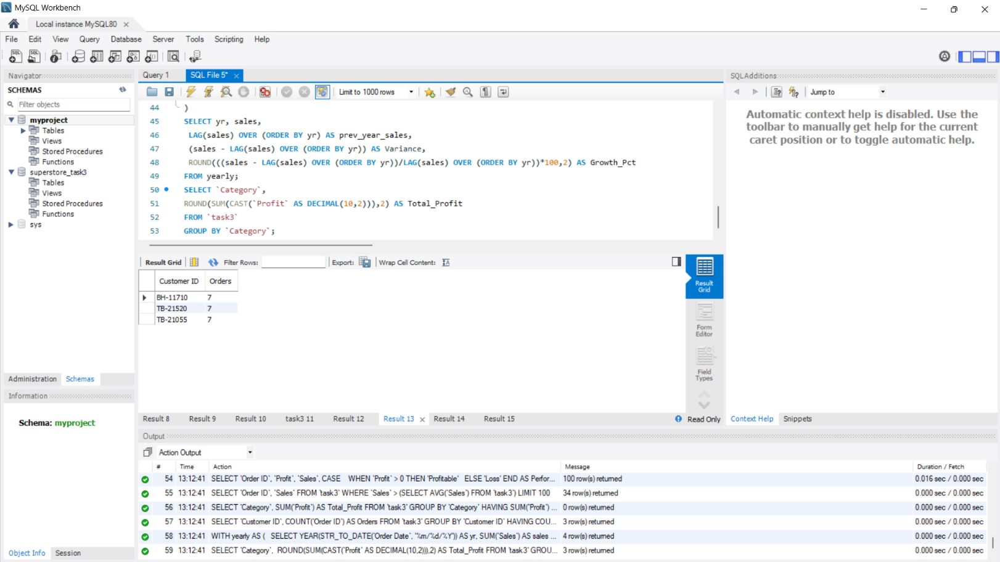 MySQL Workbench
Local instance MySQL80
File Edit View Query Database Server Tools Scripting Help
Navigator
SCHEMAS
Filter objects
myproject
Tables
Views
Stored Procedures
Functions
superstore_task3
Tables
Views
Stored Procedures
Functions
sys
Administration Schemas
Information
Schema: myproject
Object Info Session
Query 1 SQL File 5*
Limit to 1000 rows
44 )
45 SELECT yr, sales,
46 LAG(sales) OVER (ORDER BY yr) AS prev_year_sales,
47 (sales - LAG(sales) OVER (ORDER BY yr)) AS Variance,
48 ROUND(((sales - LAG(sales) OVER (ORDER BY yr))/LAG(sales) OVER (ORDER BY yr))*100,2) AS Growth_Pct
49 FROM yearly;
50 SELECT `Category`,
51 ROUND(SUM(CAST(`Profit` AS DECIMAL(10,2))),2) AS Total_Profit
52 FROM `task3`
53 GROUP BY `Category`;
Result Grid Filter Rows: Export: Wrap Cell Content:
Customer ID Orders
BH-11710 7
TB-21520 7
TB-21055 7
Result
Grid
Form
Editor
Field
Types
Result 8 Result 9 Result 10 task3 11 Result 12 Result 13 Result 14 Result 15 Read Only
SQLAdditions
Jump to
Automatic context help is disabled. Use the
toolbar to manually get help for the current
caret position or to toggle automatic help.
Context Help Snippets
Output
Action Output
# Time Action Message Duration / Fetch
54 13:12:41 SELECT `Order ID`, `Profit`, `Sales`, CASE WHEN `Profit` > 0 THEN 'Profitable' ELSE 'Loss' END AS Perfor... 100 row(s) returned 0.016 sec / 0.000 sec
55 13:12:41 SELECT `Order ID`, `Sales` FROM `task3` WHERE `Sales` > (SELECT AVG(`Sales`) FROM `task3`) LIMIT 100 34 row(s) returned 0.000 sec / 0.000 sec
56 13:12:41 SELECT `Category`, SUM(`Profit`) AS Total_Profit FROM `task3` GROUP BY `Category` HAVING SUM(`Profit`) ... 0 row(s) returned 0.000 sec / 0.000 sec
57 13:12:41 SELECT `Customer ID`, COUNT(`Order ID`) AS Orders FROM `task3` GROUP BY `Customer ID` HAVING COU... 3 row(s) returned 0.000 sec / 0.000 sec
58 13:12:41 WITH yearly AS ( SELECT YEAR(STR_TO_DATE(`Order Date`, '%m/%d/%Y')) AS yr, SUM(`Sales`) AS sales ... 4 row(s) returned 0.000 sec / 0.000 sec
59 13:12:41 SELECT `Category`, ROUND(SUM(CAST(`Profit` AS DECIMAL(10,2))),2) AS Total_Profit FROM `task3` GROU... 3 row(s) returned 0.000 sec / 0.000 sec